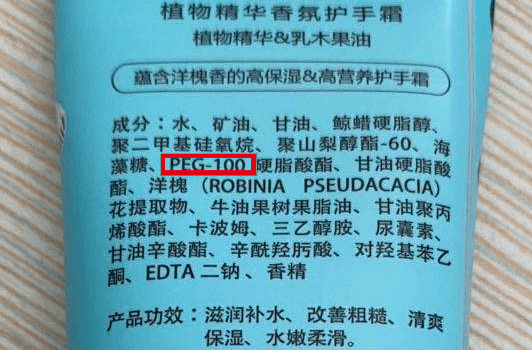 植物精华香氛护手霜
植物精华&乳木果油
蕴含洋槐香的高保湿&高营养护手霜
成分：水、矿油、甘油、鲸蜡硬脂醇、
聚二甲基硅氧烷、聚山梨醇酯-60、海
藻糖、PEG-100硬脂酸酯、甘油硬脂酸
酯、洋槐（ROBINIA PSEUDACACIA）
花提取物、牛油果树果脂油、甘油聚丙
烯酸酯、卡波姆、三乙醇胺、尿囊素、
甘油辛酸酯、辛酰羟肟酸、对羟基苯乙
酮、EDTA 二钠 、香精
产品功效：滋润补水、改善粗糙、清爽
保湿、水嫩柔滑。